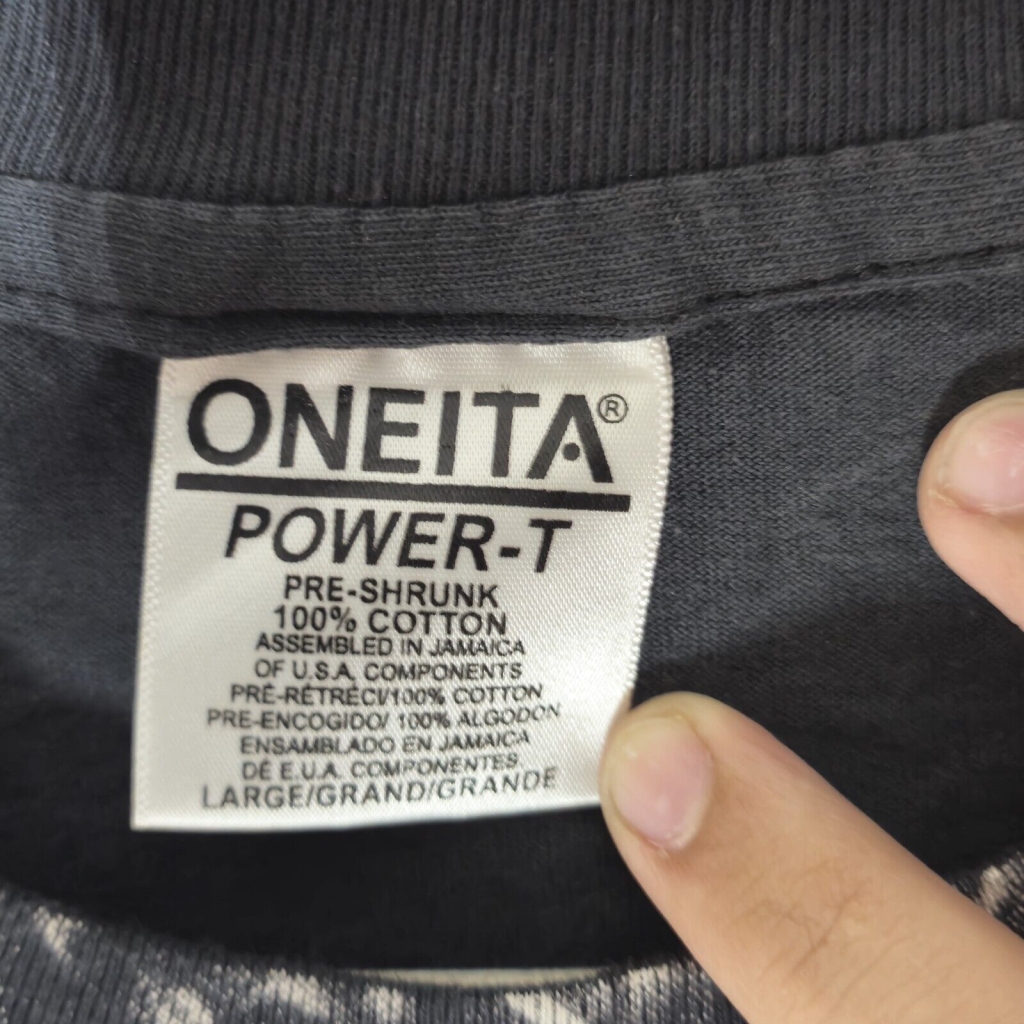 ONEITA®
POWER-T
PRE-SHRUNK
100% COTTON
ASSEMBLED IN JAMAICA
OF U.S.A. COMPONENTS
PRÉ-RÉTRÉCI/100% COTTON
PRE-ENCOGIDO/ 100% ALGODON
ENSAMBLADO EN JAMAICA
DE E.U.A. COMPONENTES.
LARGE/GRAND/GRANDE